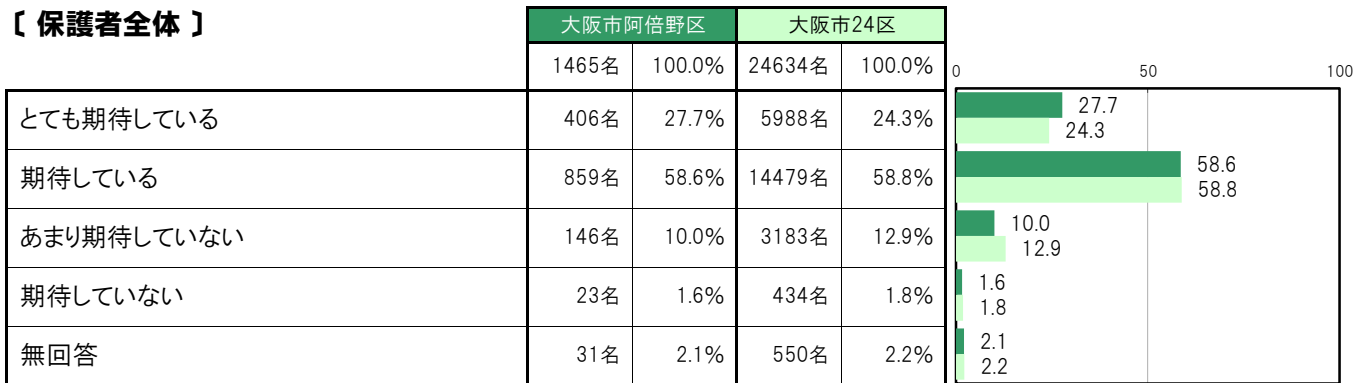 〔 保護者全体 〕
大阪市阿倍野区 大阪市24区
1465名 100.0% 24634名 100.0%
0 50 100
とても期待している 406名 27.7% 5988名 24.3%
27.7
24.3
期待している 859名 58.6% 14479名 58.8%
58.6
58.8
あまり期待していない 146名 10.0% 3183名 12.9%
10.0
12.9
期待していない 23名 1.6% 434名 1.8%
1.6
1.8
無回答 31名 2.1% 550名 2.2%
2.1
2.2